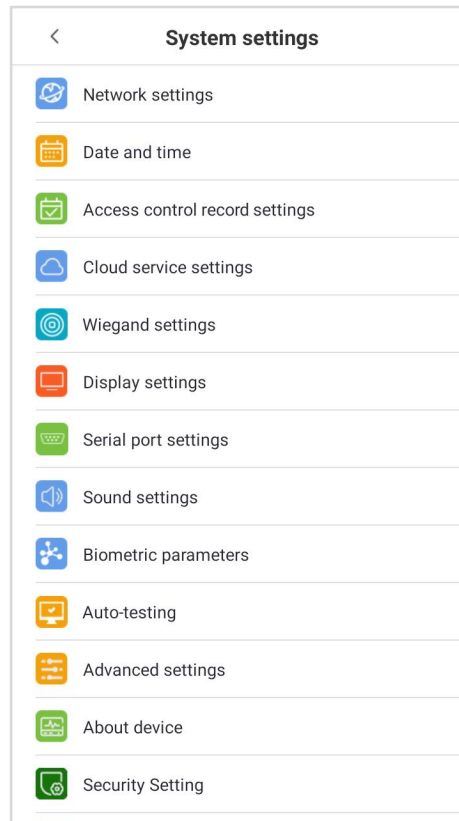 System settings
Network settings
Date and time
Access control record settings
Cloud service settings
Wiegand settings
Display settings
Serial port settings
Sound settings
Biometric parameters
Auto-testing
Advanced settings
About device
Security Setting